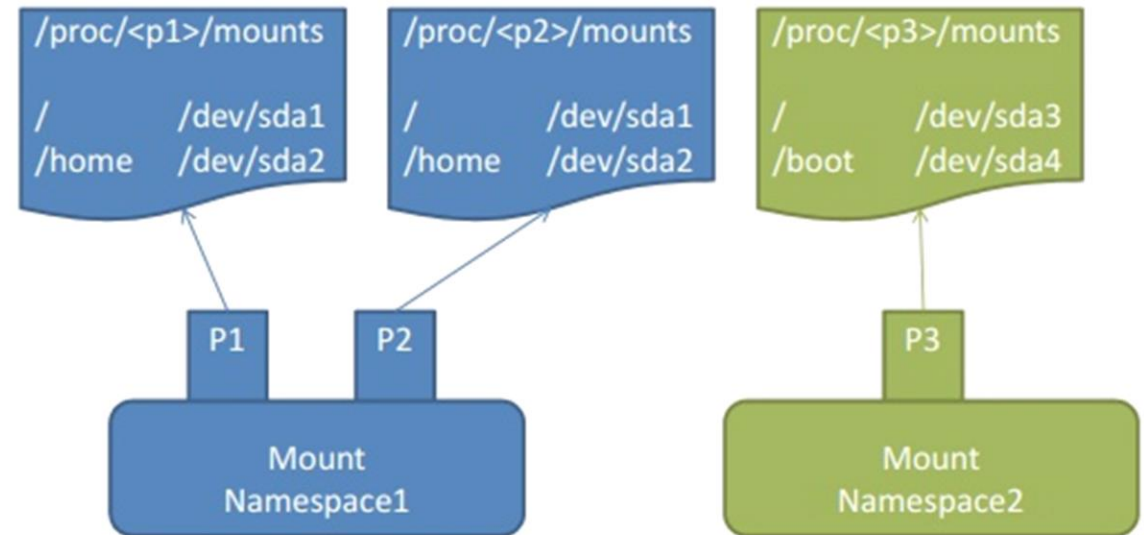 /proc/<p1>/mounts
/ /dev/sda1
/home /dev/sda2
/proc/<p2>/mounts
/ /dev/sda1
/home /dev/sda2
/proc/<p3>/mounts
/ /dev/sda3
/boot /dev/sda4
P1
P2
P3
Mount
Namespace1
Mount
Namespace2